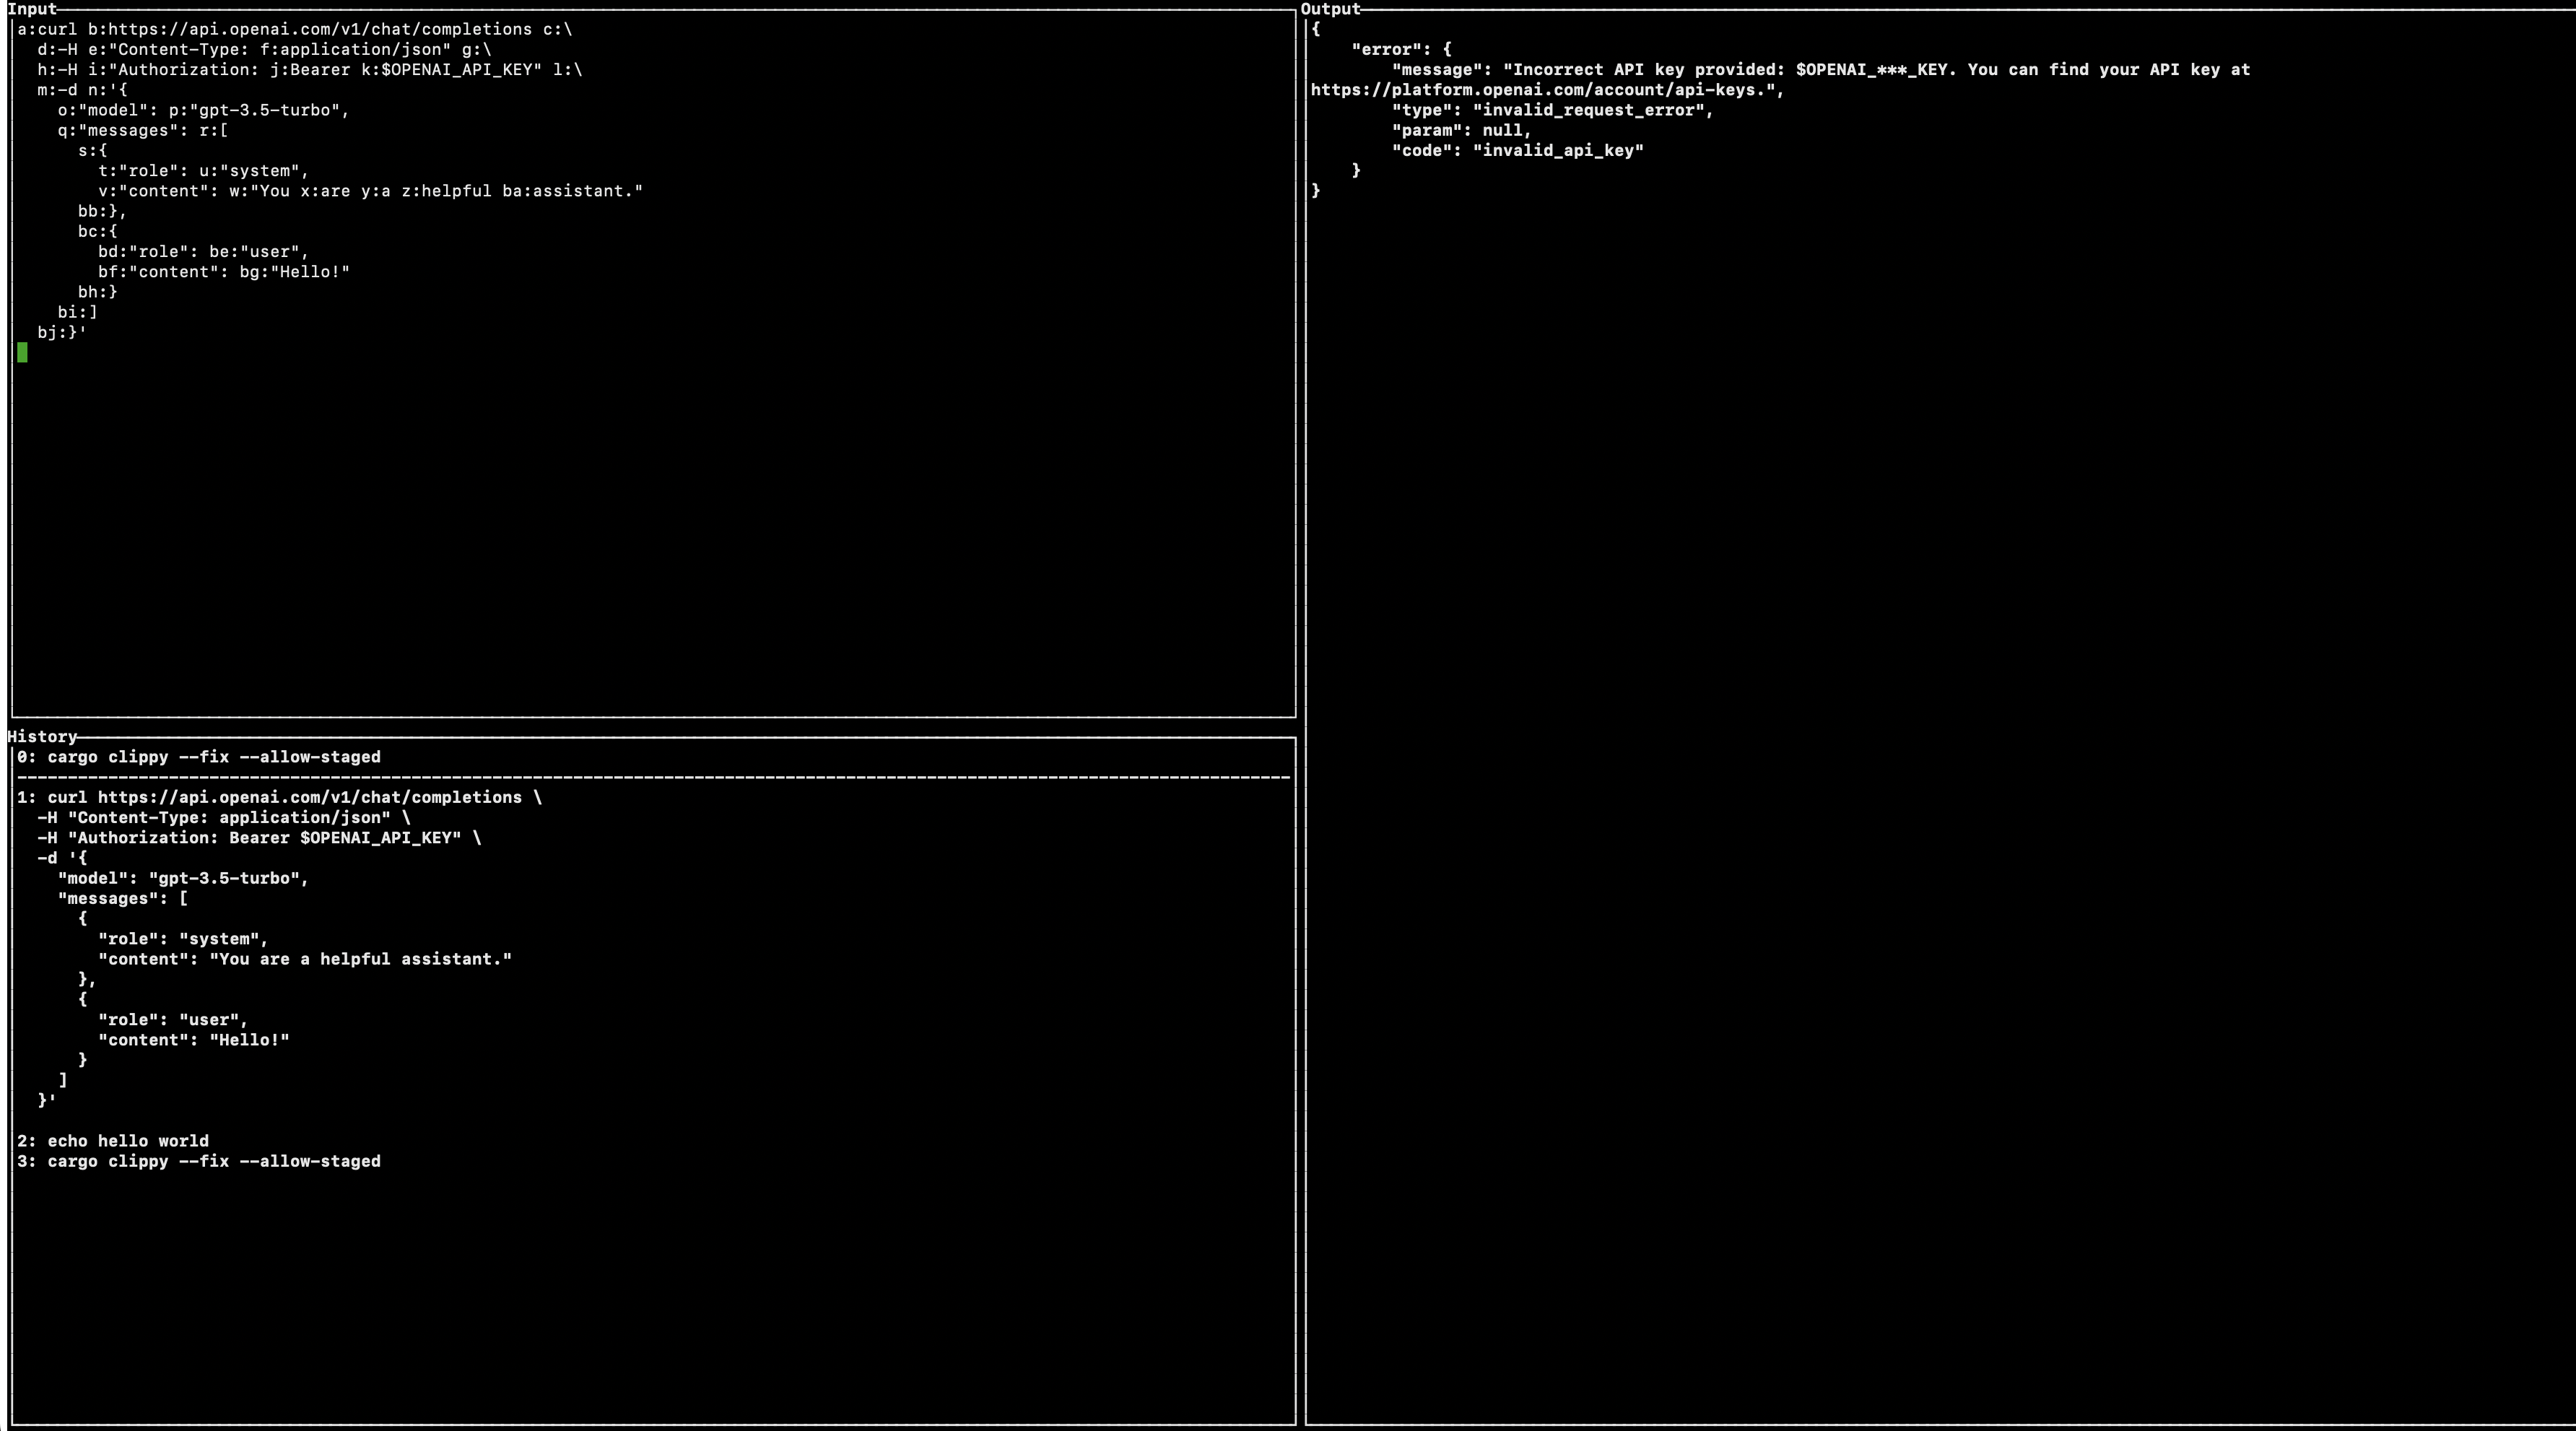 Input
a:curl b:https://api.openai.com/v1/chat/completions c:\
  d:-H e:"Content-Type: f:application/json" g:\
  h:-H i:"Authorization: j:Bearer k:$OPENAI_API_KEY" l:\
  m:-d n:'{
    o:"model": p:"gpt-3.5-turbo",
    q:"messages": r:[
      s:{
        t:"role": u:"system",
        v:"content": w:"You x:are y:a z:helpful ba:assistant."
      bb:},
      bc:{
        bd:"role": be:"user",
        bf:"content": bg:"Hello!"
      bh:}
    bi:]
  bj:}'
History
0: cargo clippy --fix --allow-staged
1: curl https://api.openai.com/v1/chat/completions \
  -H "Content-Type: application/json" \
  -H "Authorization: Bearer $OPENAI_API_KEY" \
  -d '{
    "model": "gpt-3.5-turbo",
    "messages": [
      {
        "role": "system",
        "content": "You are a helpful assistant."
      },
      {
        "role": "user",
        "content": "Hello!"
      }
    ]
  }'
2: echo hello world
3: cargo clippy --fix --allow-staged
Output
{
    "error": {
        "message": "Incorrect API key provided: $OPENAI_***_KEY. You can find your API key at
https://platform.openai.com/account/api-keys.",
        "type": "invalid_request_error",
        "param": null,
        "code": "invalid_api_key"
    }
}